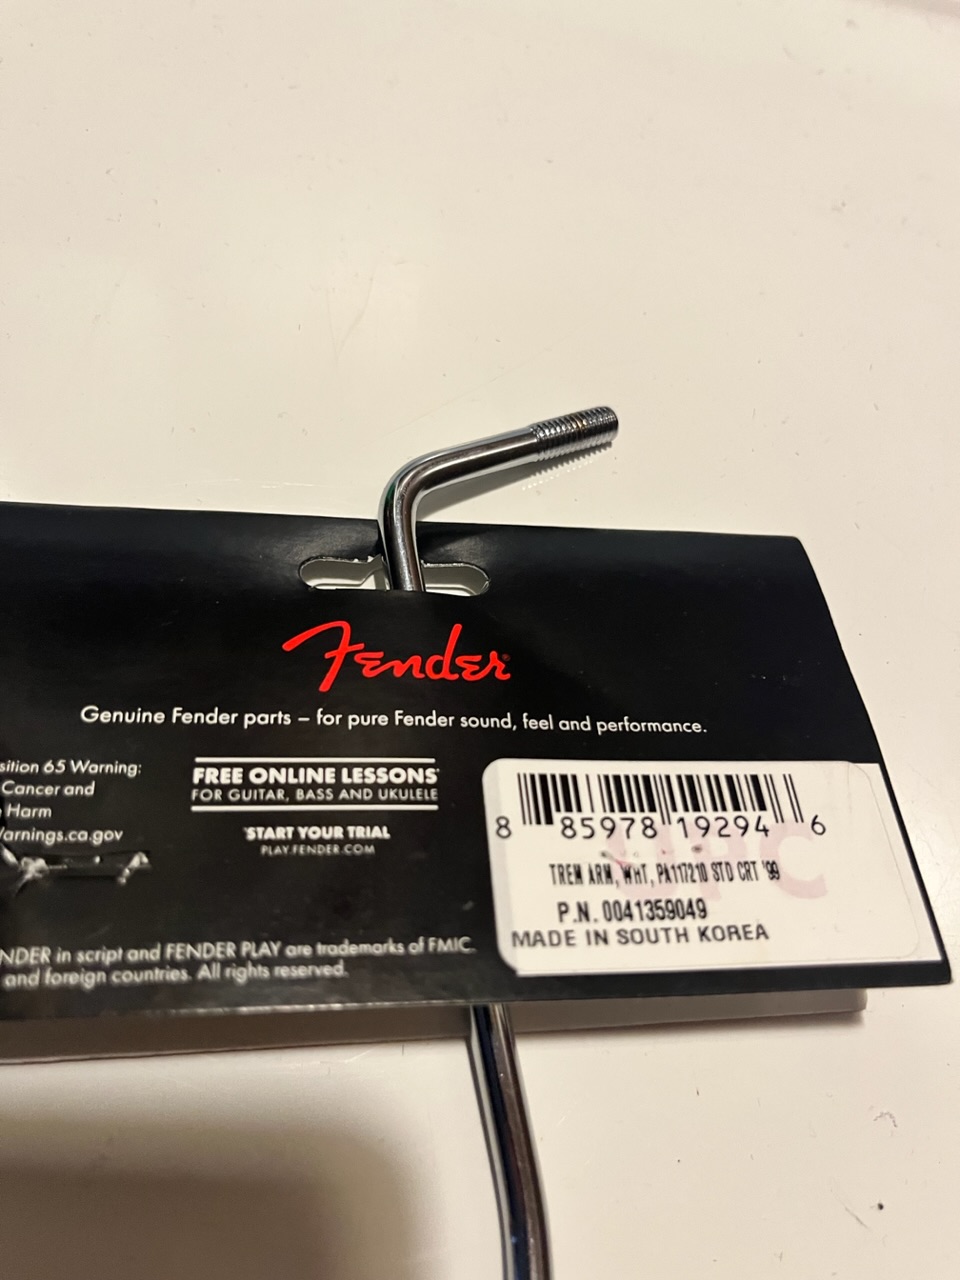 Fender
Genuine Fender parts – for pure Fender sound, feel and performance.
sition 65 Warning:
Cancer and
Harm
arnings.ca.gov
FREE ONLINE LESSONS
FOR GUITAR, BASS AND UKULELE
START YOUR TRIAL
PLAY.FENDER.COM
NDER in script and FENDER PLAY are trademarks of FMIC.
and foreign countries. All rights reserved.
8 85978 19294 6
UPC
TREM ARM, WHT, PA117210 STD CRT '99
P.N. 0041359049
MADE IN SOUTH KOREA